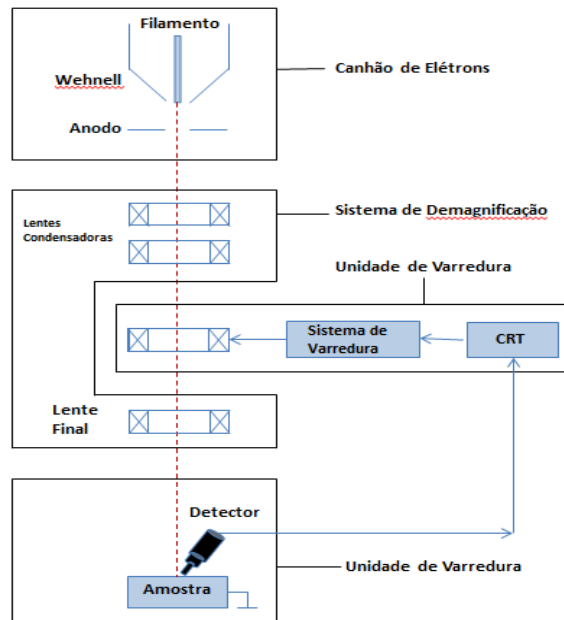 Filamento
Wehnell
Canhão de Elétrons
Anodo
Lentes
Condensadoras
Sistema de Demagnificação
Unidade de Varredura
Sistema de
Varredura
CRT
Lente
Final
Detector
Unidade de Varredura
Amostra